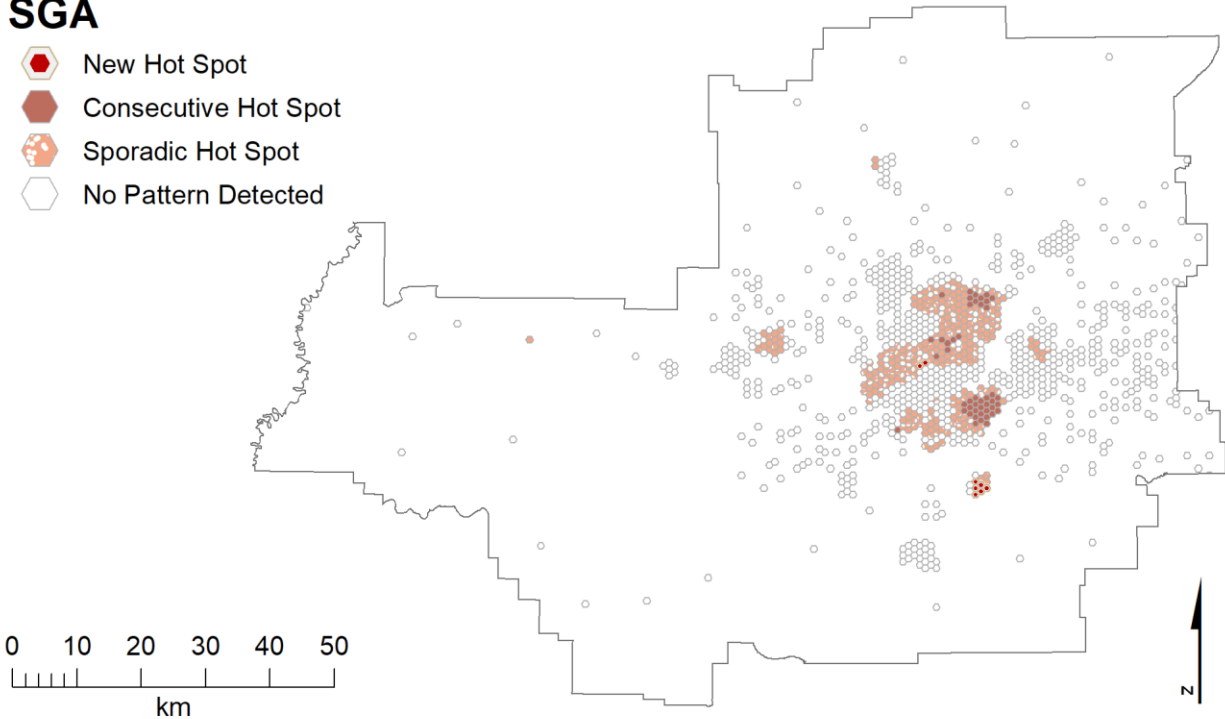 SGA
New Hot Spot
Consecutive Hot Spot
Sporadic Hot Spot
No Pattern Detected
0 10 20 30 40 50
km
N